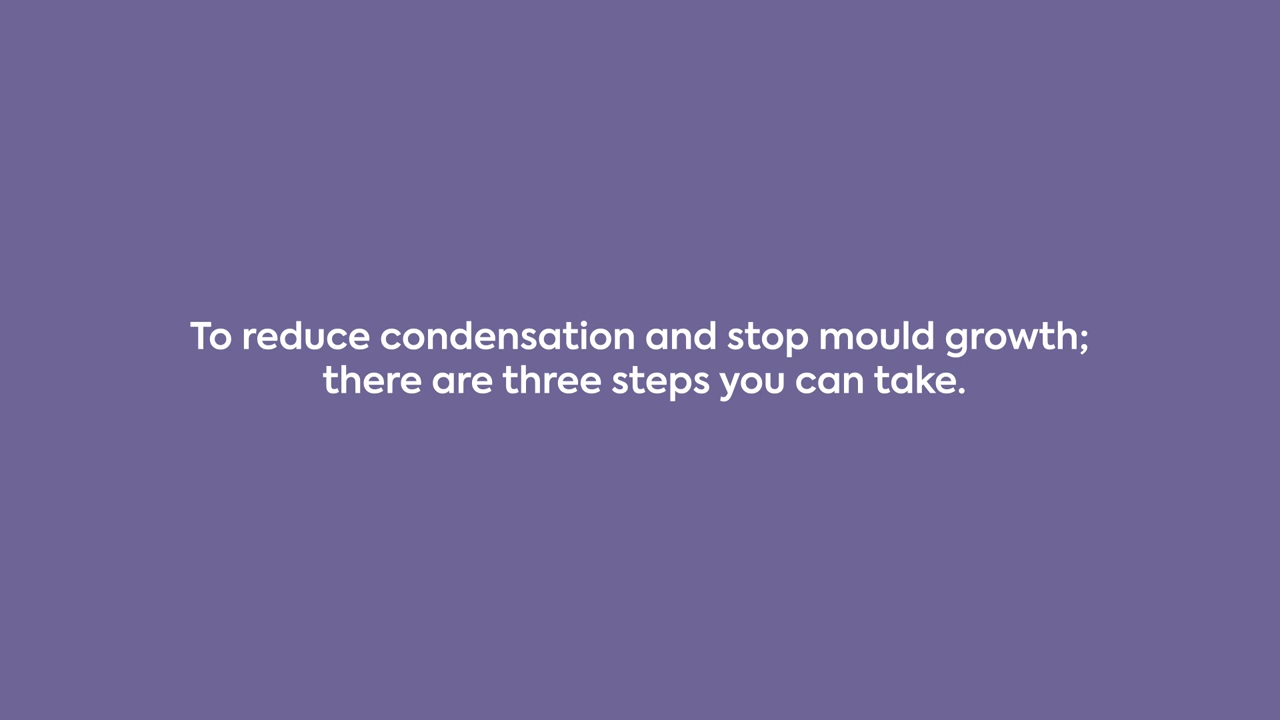 To reduce condensation and stop mould growth;
there are three steps you can take.